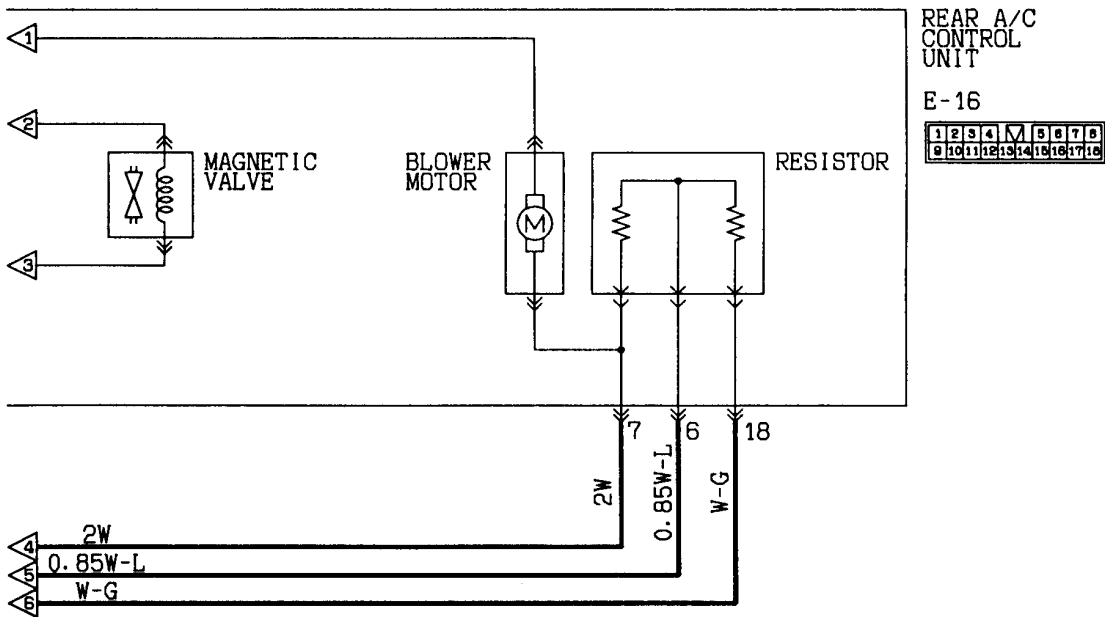 REAR A/C
CONTROL
UNIT
E-16
1 2 3 4 5 6 7 8
9 10 11 12 13 14 15 16 17 18
1
2
MAGNETIC
VALVE
BLOWER
MOTOR
RESISTOR
M
3
7 6 18
2W
0.85W-L
W-G
4 2W
5 0.85W-L
6 W-G